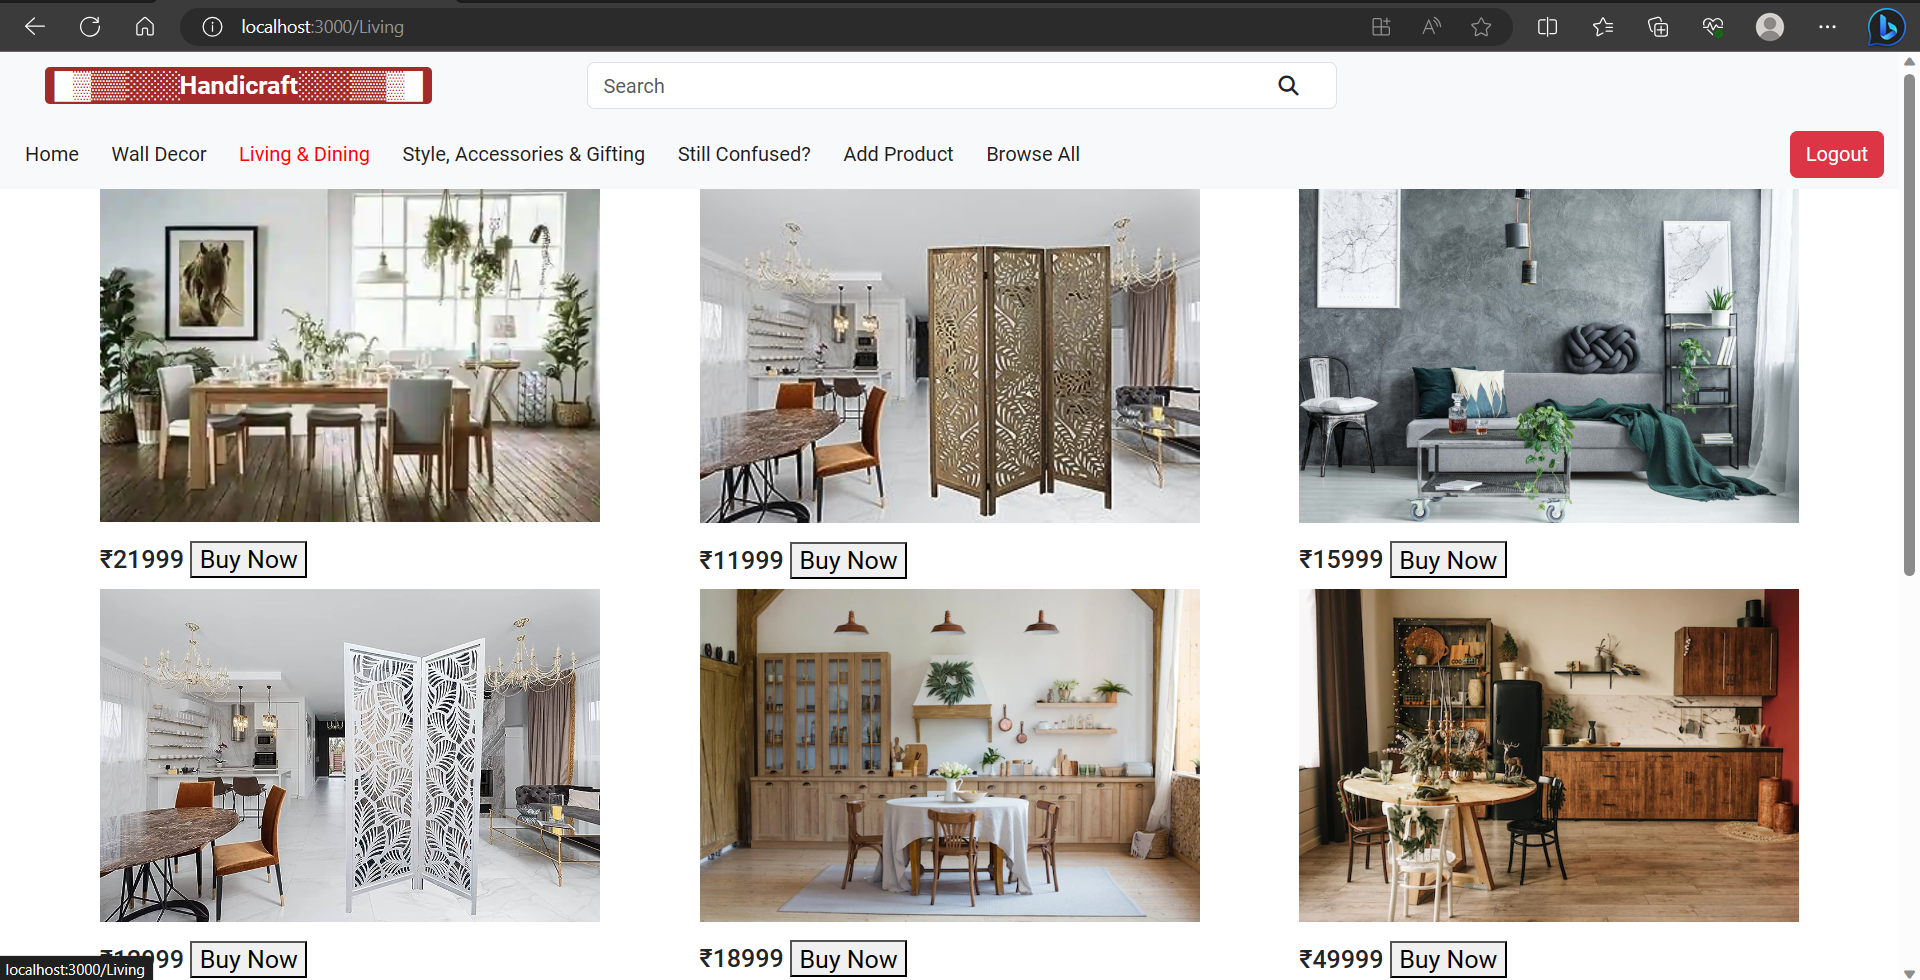 localhost:3000/Living
Handicraft
Search
Home Wall Decor Living & Dining Style, Accessories & Gifting Still Confused? Add Product Browse All Logout
₹21999 Buy Now ₹11999 Buy Now ₹15999 Buy Now
Buy Now ₹18999 Buy Now ₹49999 Buy Now
localhost:3000/Living